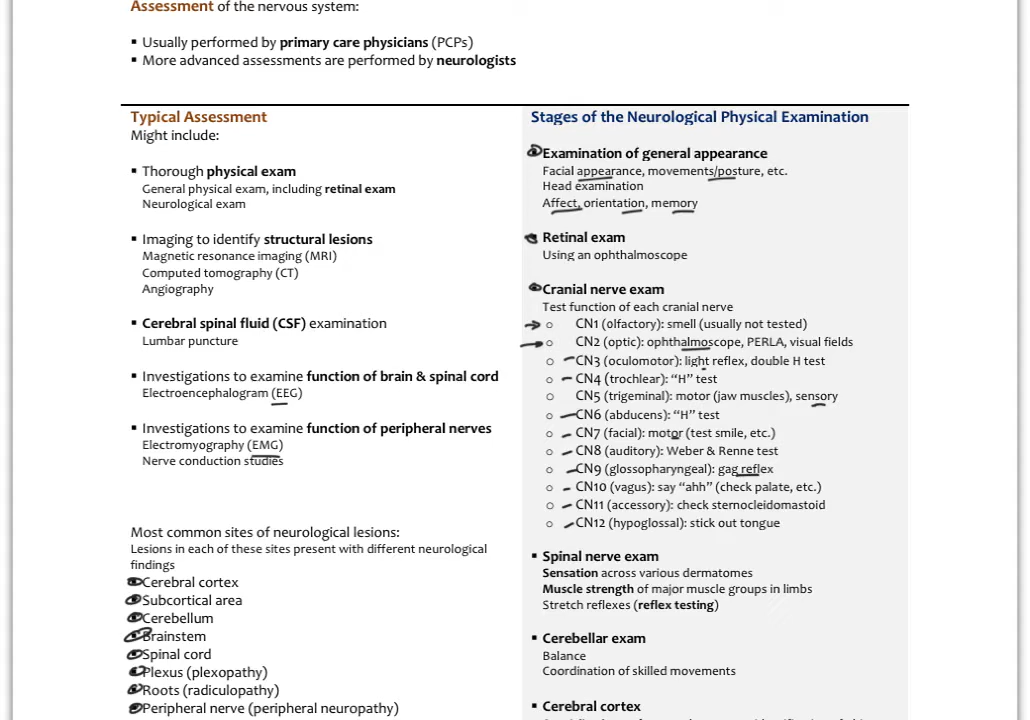 Assessment of the nervous system:
▪ Usually performed by primary care physicians (PCPs)
▪ More advanced assessments are performed by neurologists
Typical Assessment
Might include:
▪ Thorough physical exam
General physical exam, including retinal exam
Neurological exam
▪ Imaging to identify structural lesions
Magnetic resonance imaging (MRI)
Computed tomography (CT)
Angiography
▪ Cerebral spinal fluid (CSF) examination
Lumbar puncture
▪ Investigations to examine function of brain & spinal cord
Electroencephalogram (EEG)
▪ Investigations to examine function of peripheral nerves
Electromyography (EMG)
Nerve conduction studies
Most common sites of neurological lesions:
Lesions in each of these sites present with different neurological
findings
Cerebral cortex
Subcortical area
Cerebellum
Brainstem
Spinal cord
Plexus (plexopathy)
Roots (radiculopathy)
Peripheral nerve (peripheral neuropathy)
Stages of the Neurological Physical Examination
Examination of general appearance
Facial appearance, movements/posture, etc.
Head examination
Affect, orientation, memory
Retinal exam
Using an ophthalmoscope
Cranial nerve exam
Test function of each cranial nerve
o CN1 (olfactory): smell (usually not tested)
o CN2 (optic): ophthalmoscope, PERLA, visual fields
o CN3 (oculomotor): light reflex, double H test
o CN4 (trochlear): “H” test
o CN5 (trigeminal): motor (jaw muscles), sensory
o CN6 (abducens): “H” test
o CN7 (facial): motor (test smile, etc.)
o CN8 (auditory): Weber & Renne test
o CN9 (glossopharyngeal): gag reflex
o CN10 (vagus): say “ahh” (check palate, etc.)
o CN11 (accessory): check sternocleidomastoid
o CN12 (hypoglossal): stick out tongue
▪ Spinal nerve exam
Sensation across various dermatomes
Muscle strength of major muscle groups in limbs
Stretch reflexes (reflex testing)
▪ Cerebellar exam
Balance
Coordination of skilled movements
▪ Cerebral cortex